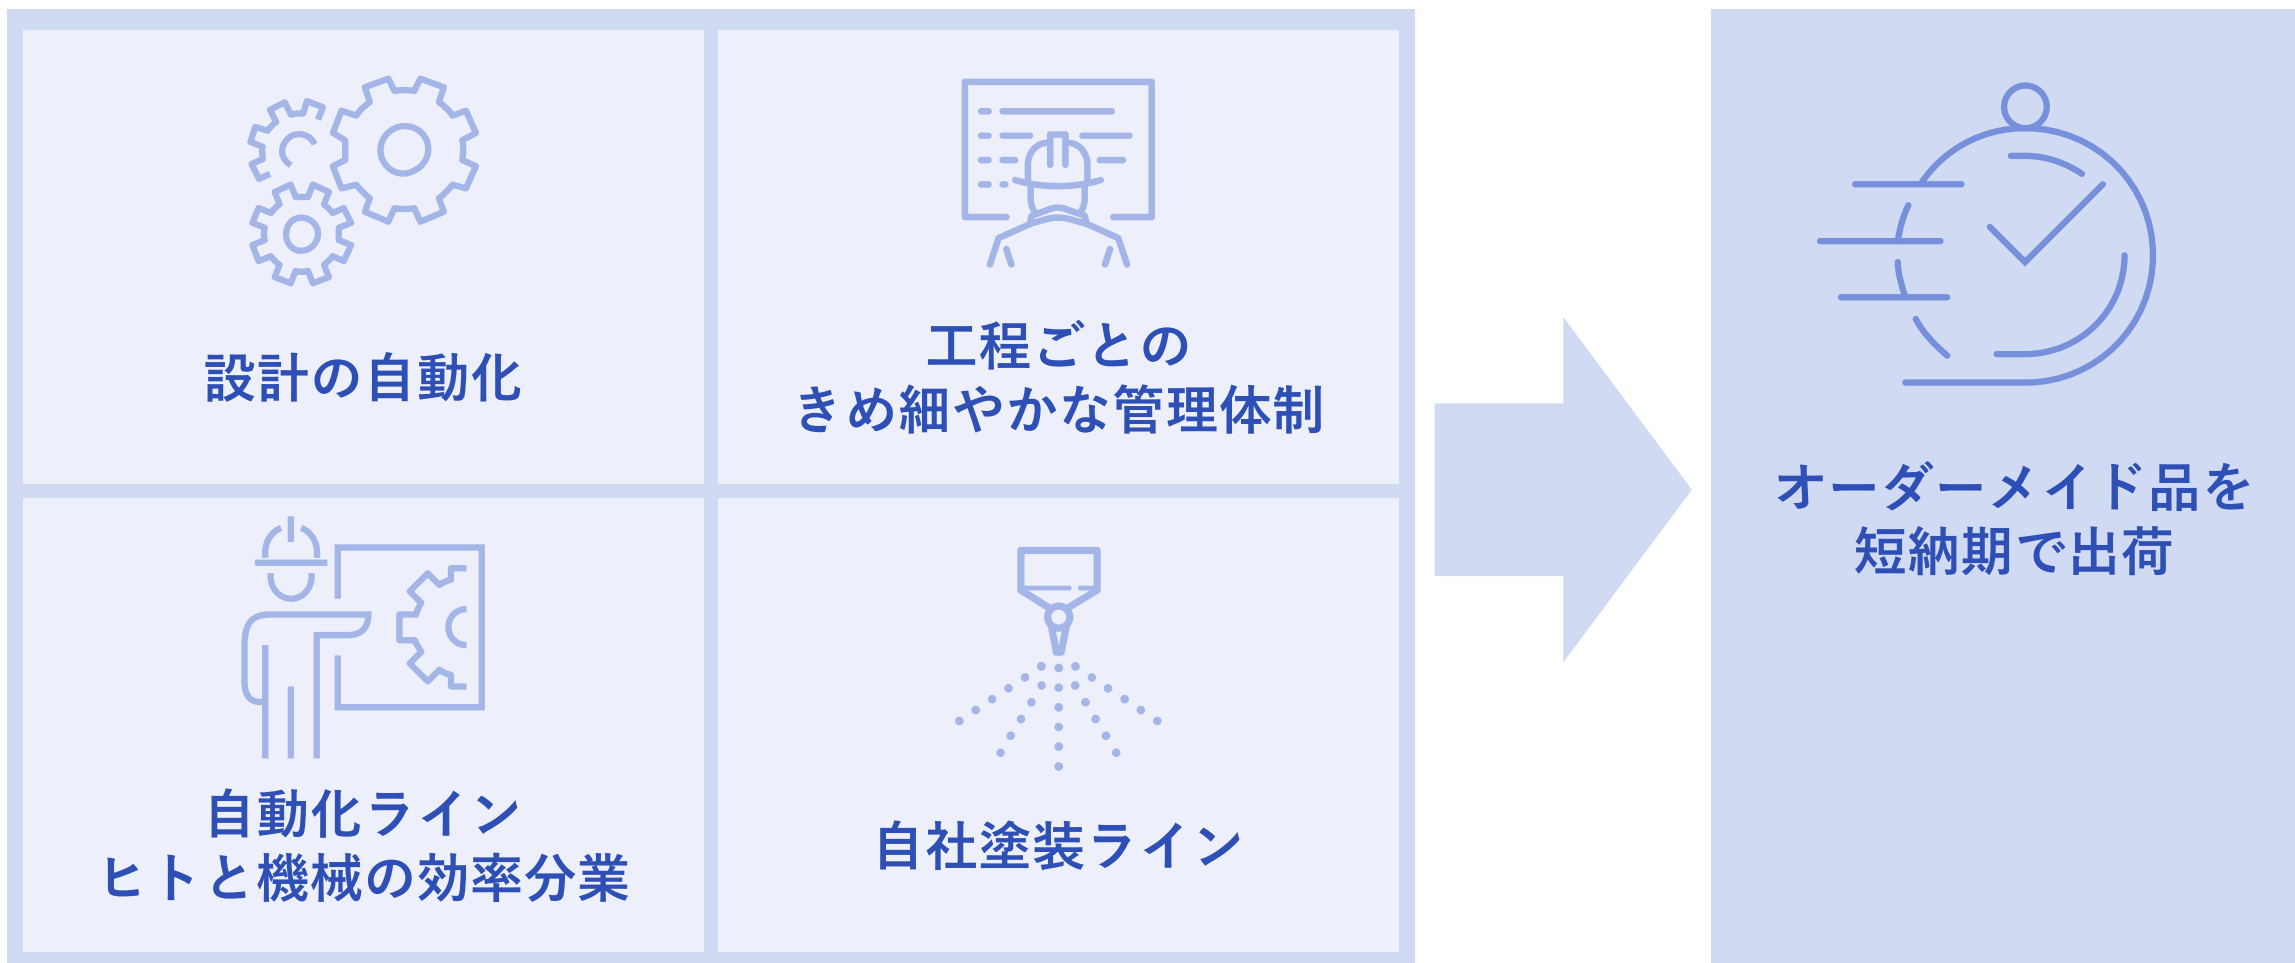 設計の自動化
工程ごとの
きめ細やかな管理体制
自動化ライン
ヒトと機械の効率分業
自社塗装ライン
オーダーメイド品を
短納期で出荷